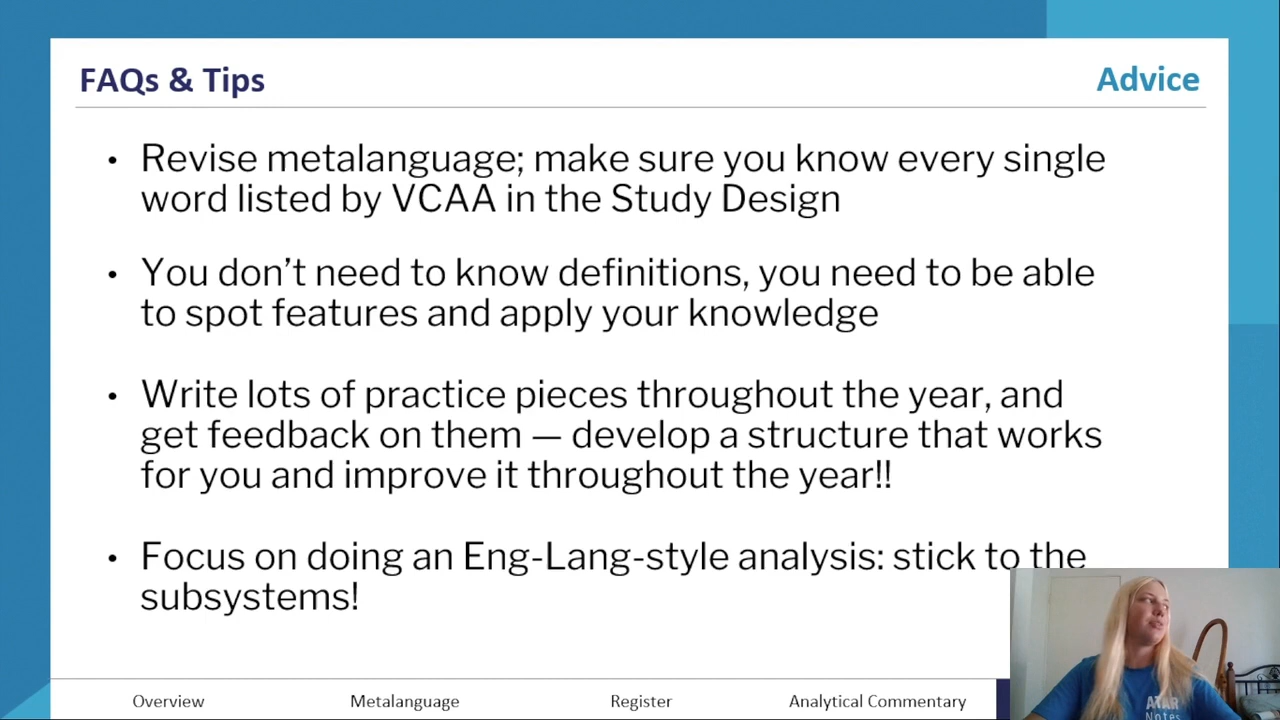 FAQs & Tips
Advice
• Revise metalanguage; make sure you know every single
word listed by VCAA in the Study Design
• You don’t need to know definitions, you need to be able
to spot features and apply your knowledge
• Write lots of practice pieces throughout the year, and
get feedback on them — develop a structure that works
for you and improve it throughout the year!!
• Focus on doing an Eng-Lang-style analysis: stick to the
subsystems!
Overview
Metalanguage
Register
Analytical Commentary
ATAR
Notes